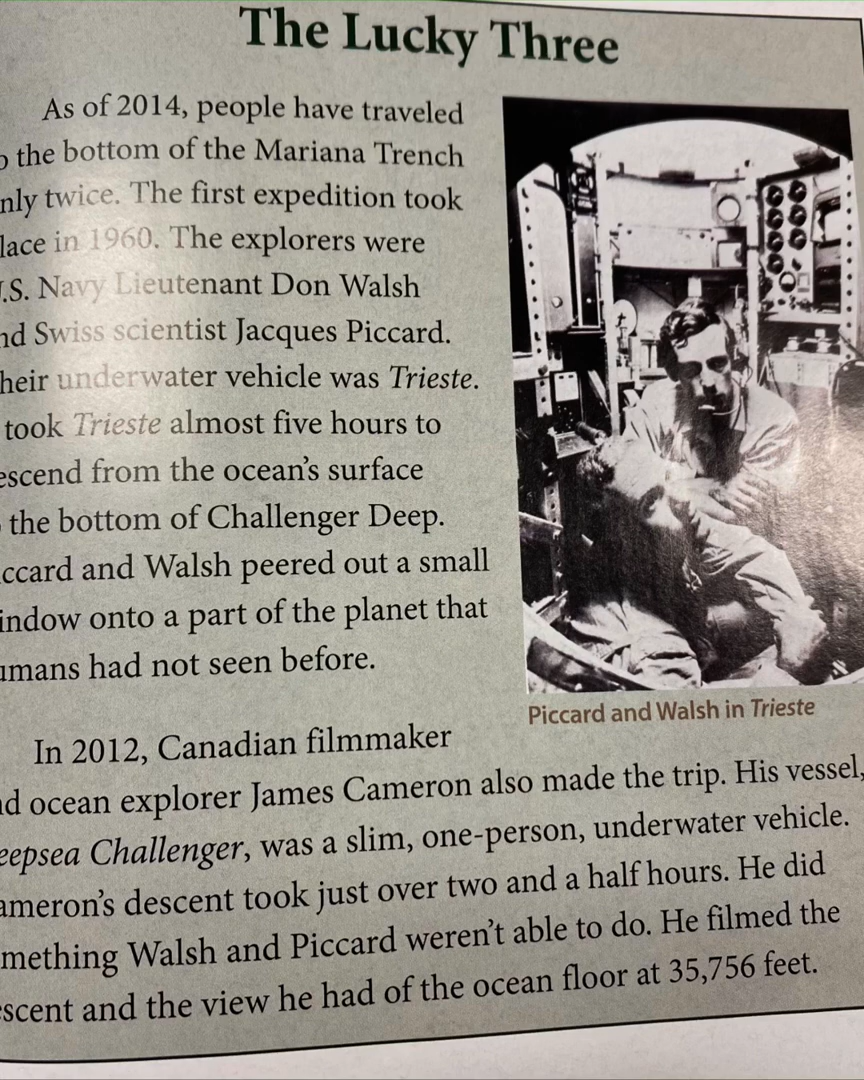 The Lucky Three
As of 2014, people have traveled
the bottom of the Mariana Trench
twice. The first expedition took
in 1960. The explorers were
.S. Navy Lieutenant Don Walsh
Swiss scientist Jacques Piccard.
underwater vehicle was Trieste.
took Trieste almost five hours to
escend from the ocean's surface
the bottom of Challenger Deep.
ccard and Walsh peered out a small
indow onto a part of the planet that
umans had not seen before.
Piccard and Walsh in Trieste
In 2012, Canadian filmmaker
d ocean explorer James Cameron also made the trip. His vessel,
eepsea Challenger, was a slim, one-person, underwater vehicle.
ameron's descent took just over two and a half hours. He did
mething Walsh and Piccard weren't able to do. He filmed the
scent and the view he had of the ocean floor at 35,756 feet.